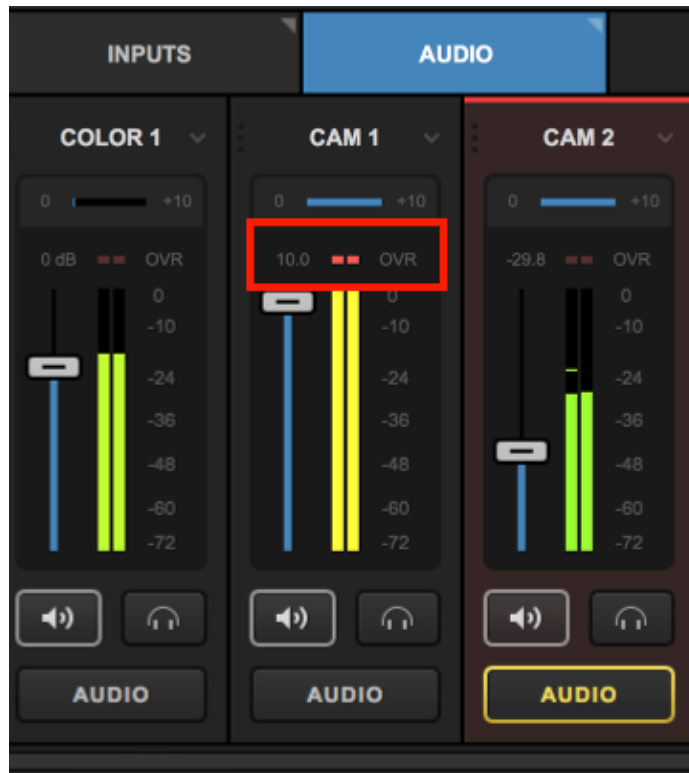 INPUTS
AUDIO
COLOR 1
0 +10
0 dB OVR
0
-10
-24
-36
-48
-60
-72
AUDIO
CAM 1
0 +10
10.0 OVR
0
-10
-24
-36
-48
-60
-72
AUDIO
CAM 2
0 +10
-29.8 OVR
0
-10
-24
-36
-48
-60
-72
AUDIO